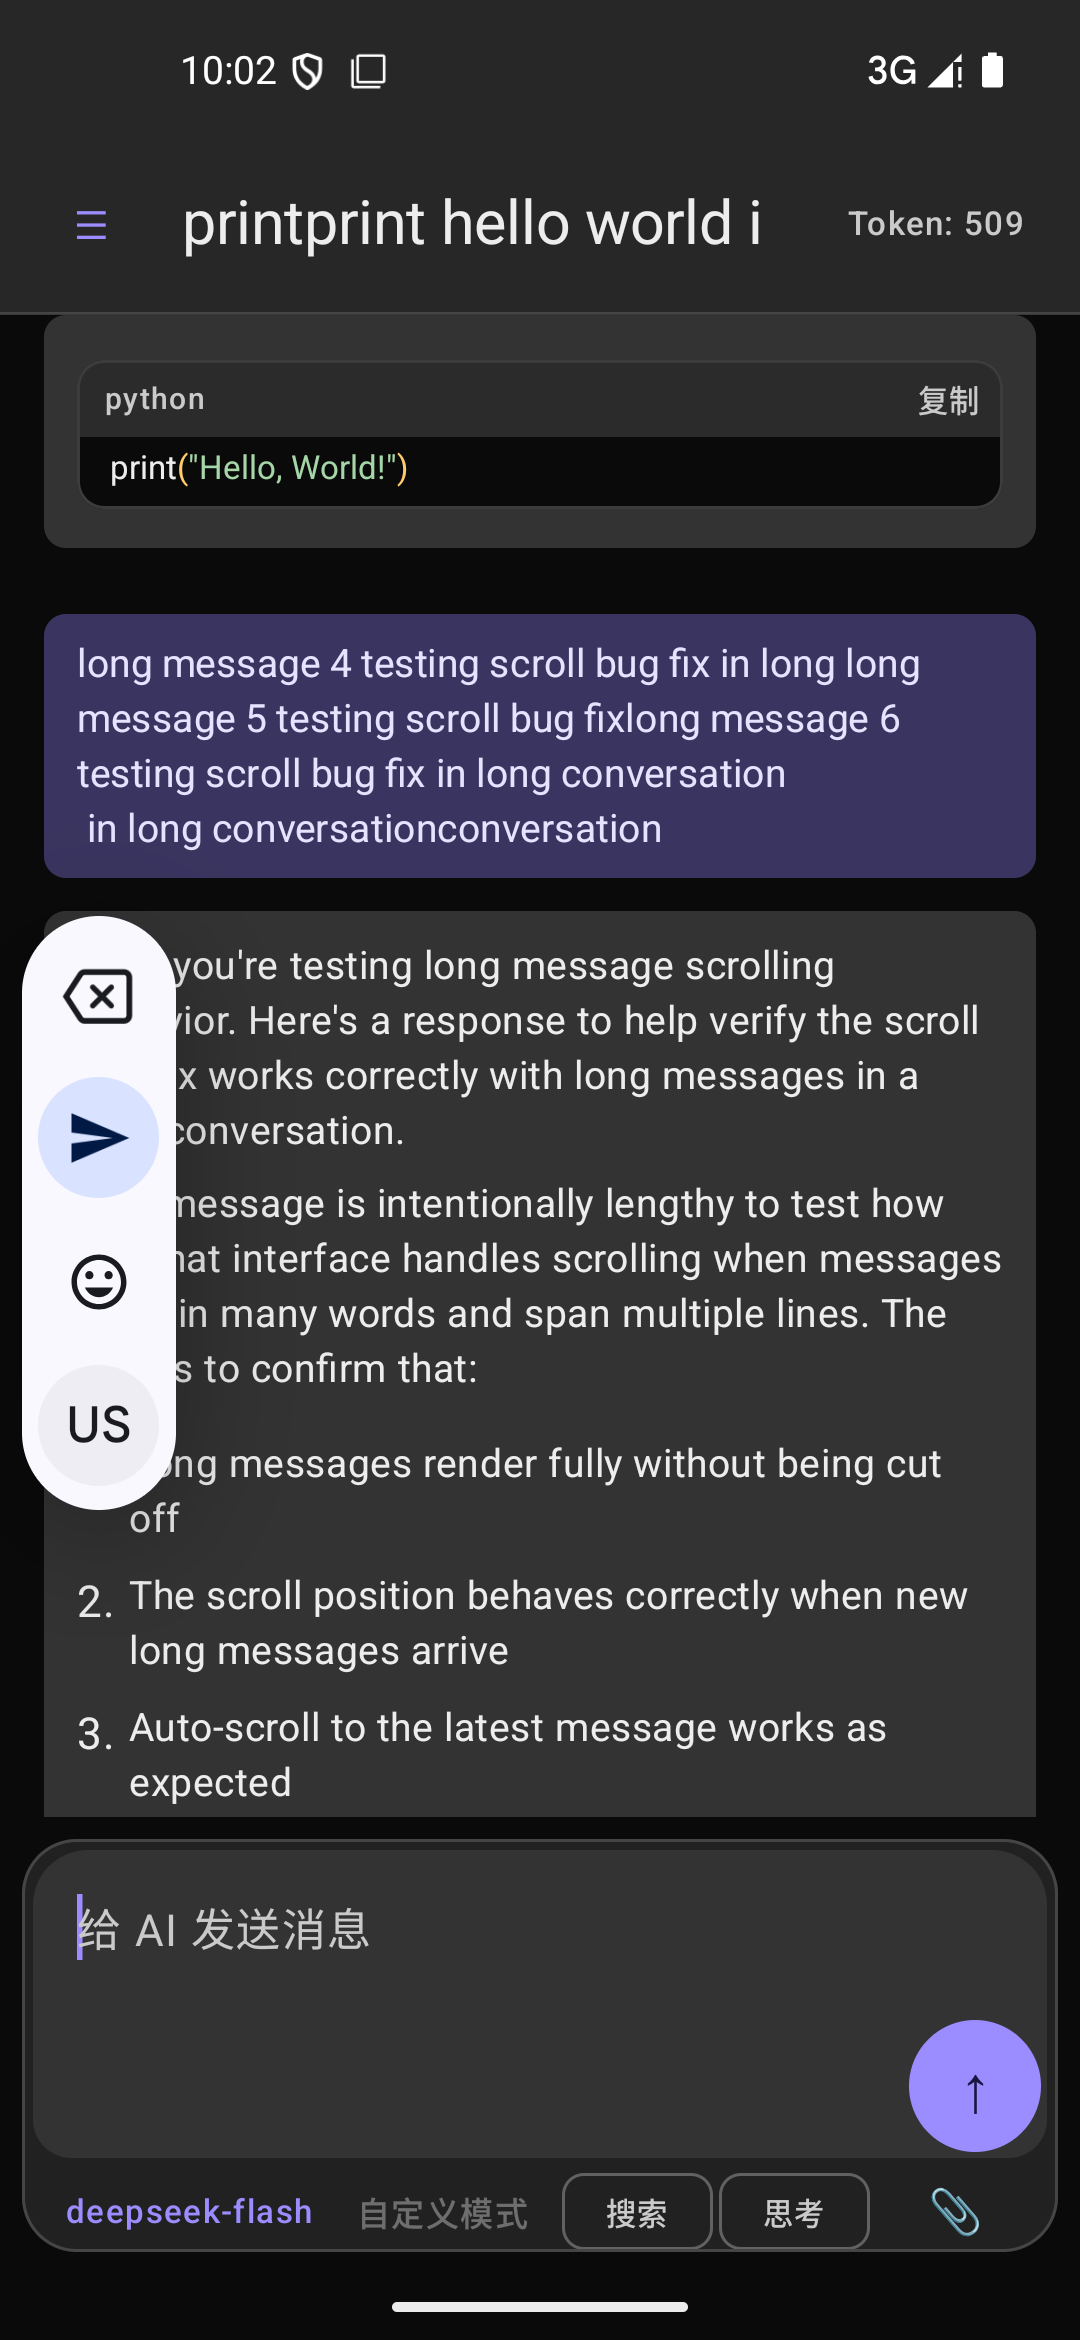 10:02
3G
☰
printprint hello world i
Token: 509
python
复制
print("Hello, World!")
long message 4 testing scroll bug fix in long long
message 5 testing scroll bug fixlong message 6
testing scroll bug fix in long conversation
in long conversationconversation
you're testing long message scrolling
Here's a response to help verify the scroll
works correctly with long messages in a
conversation.
message is intentionally lengthy to test how
interface handles scrolling when messages
in many words and span multiple lines. The
to confirm that:
messages render fully without being cut
off
2. The scroll position behaves correctly when new
long messages arrive
3. Auto-scroll to the latest message works as
expected
US
给 AI 发送消息
↑
deepseek-flash
自定义模式
搜索
思考